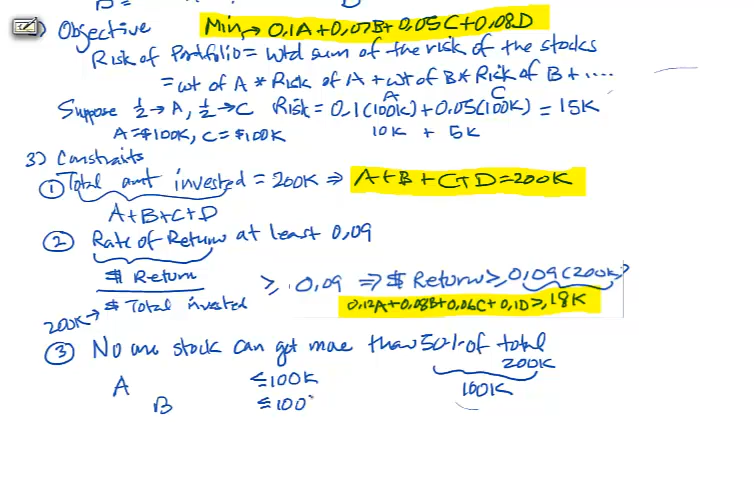 Objective Min → 0.1A+0.07B+0.05C+0.08D
Risk of Portfolio = wtd sum of the risk of the stocks
= wt of A * Risk of A + wt of B * Risk of B + ....
A C
Suppose ½→A, ½→C Risk = 0.1(100K)+0.05(100K) = 15K
A=$100K, C=$100K 10K + 5K
3) Constraits
① Total amt invested = 200K ⇒ A+B+C+D=200K
A+B+C+D
② Rate of Return at least 0.09
$ Return
≥ 0.09 ⇒ $ Return ≥ 0.09(200K)
200K→ $ Total invested 0.12A+0.08B+0.06C+0.1D≥18K
③ No one stock can get more than 50% of total
200K
A ≤100K 100K
B ≤100